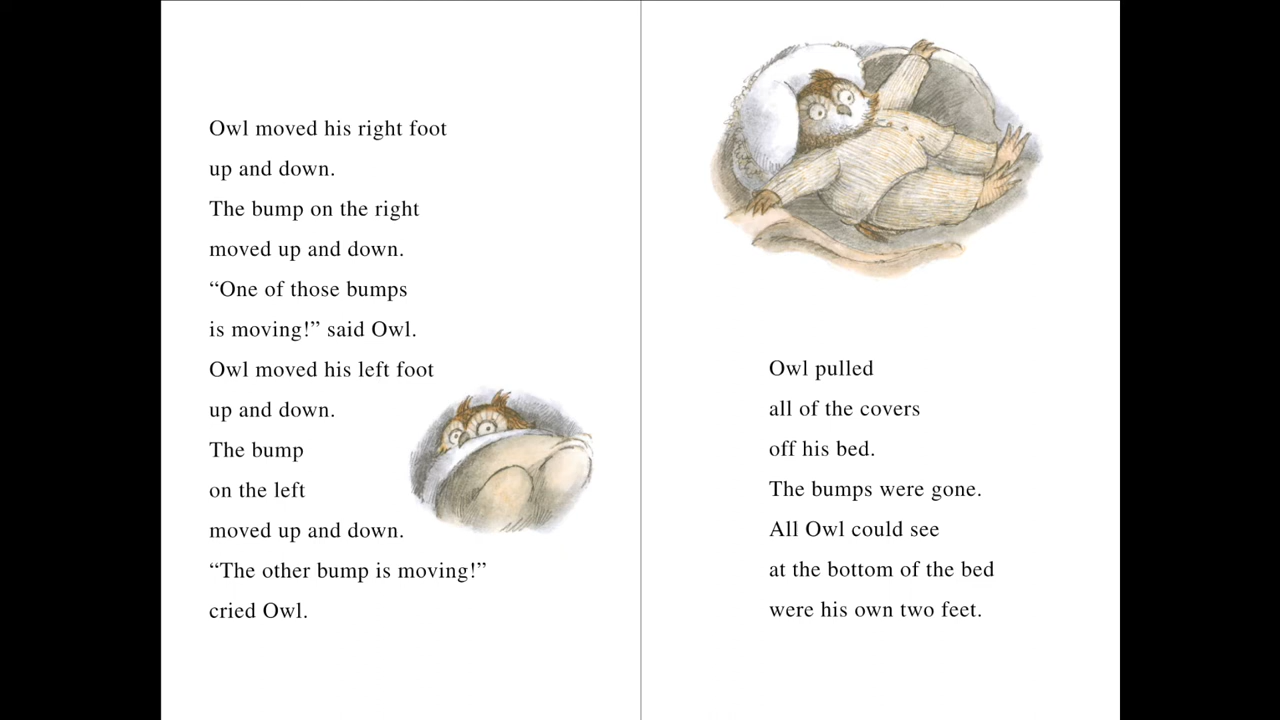 Owl moved his right foot
up and down.
The bump on the right
moved up and down.
“One of those bumps
is moving!” said Owl.
Owl moved his left foot
up and down.
The bump
on the left
moved up and down.
“The other bump is moving!”
cried Owl.
Owl pulled
all of the covers
off his bed.
The bumps were gone.
All Owl could see
at the bottom of the bed
were his own two feet.